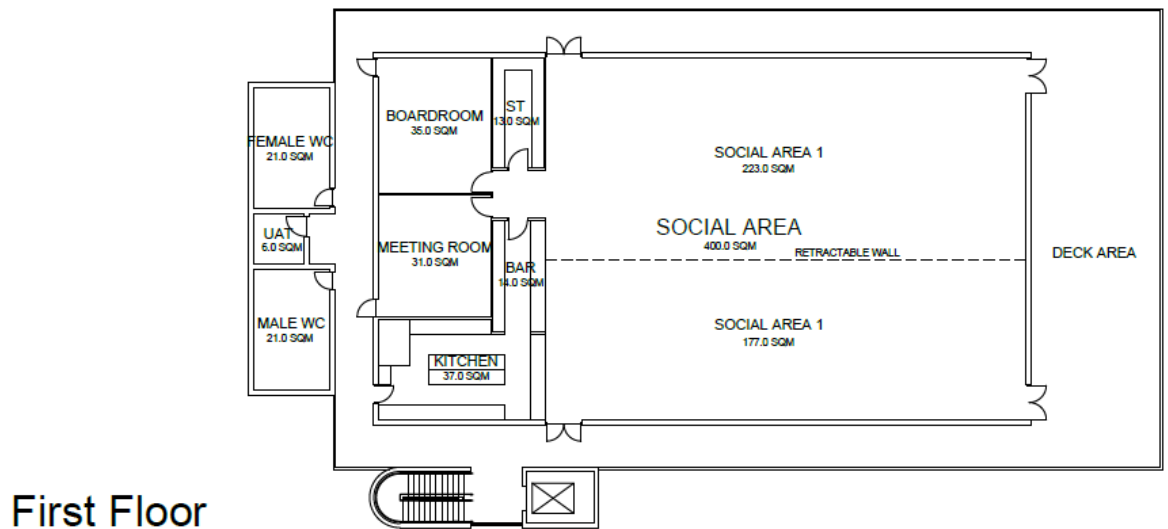 BOARDROOM
35.0 SQM
ST
13.0 SQM
FEMALE WC
21.0 SQM
SOCIAL AREA 1
223.0 SQM
UAT
6.0 SQM
MEETING ROOM
31.0 SQM
SOCIAL AREA
400.0 SQM
RETRACTABLE WALL
DECK AREA
BAR
14.0 SQM
MALE WC
21.0 SQM
SOCIAL AREA 1
177.0 SQM
KITCHEN
37.0 SQM
First Floor